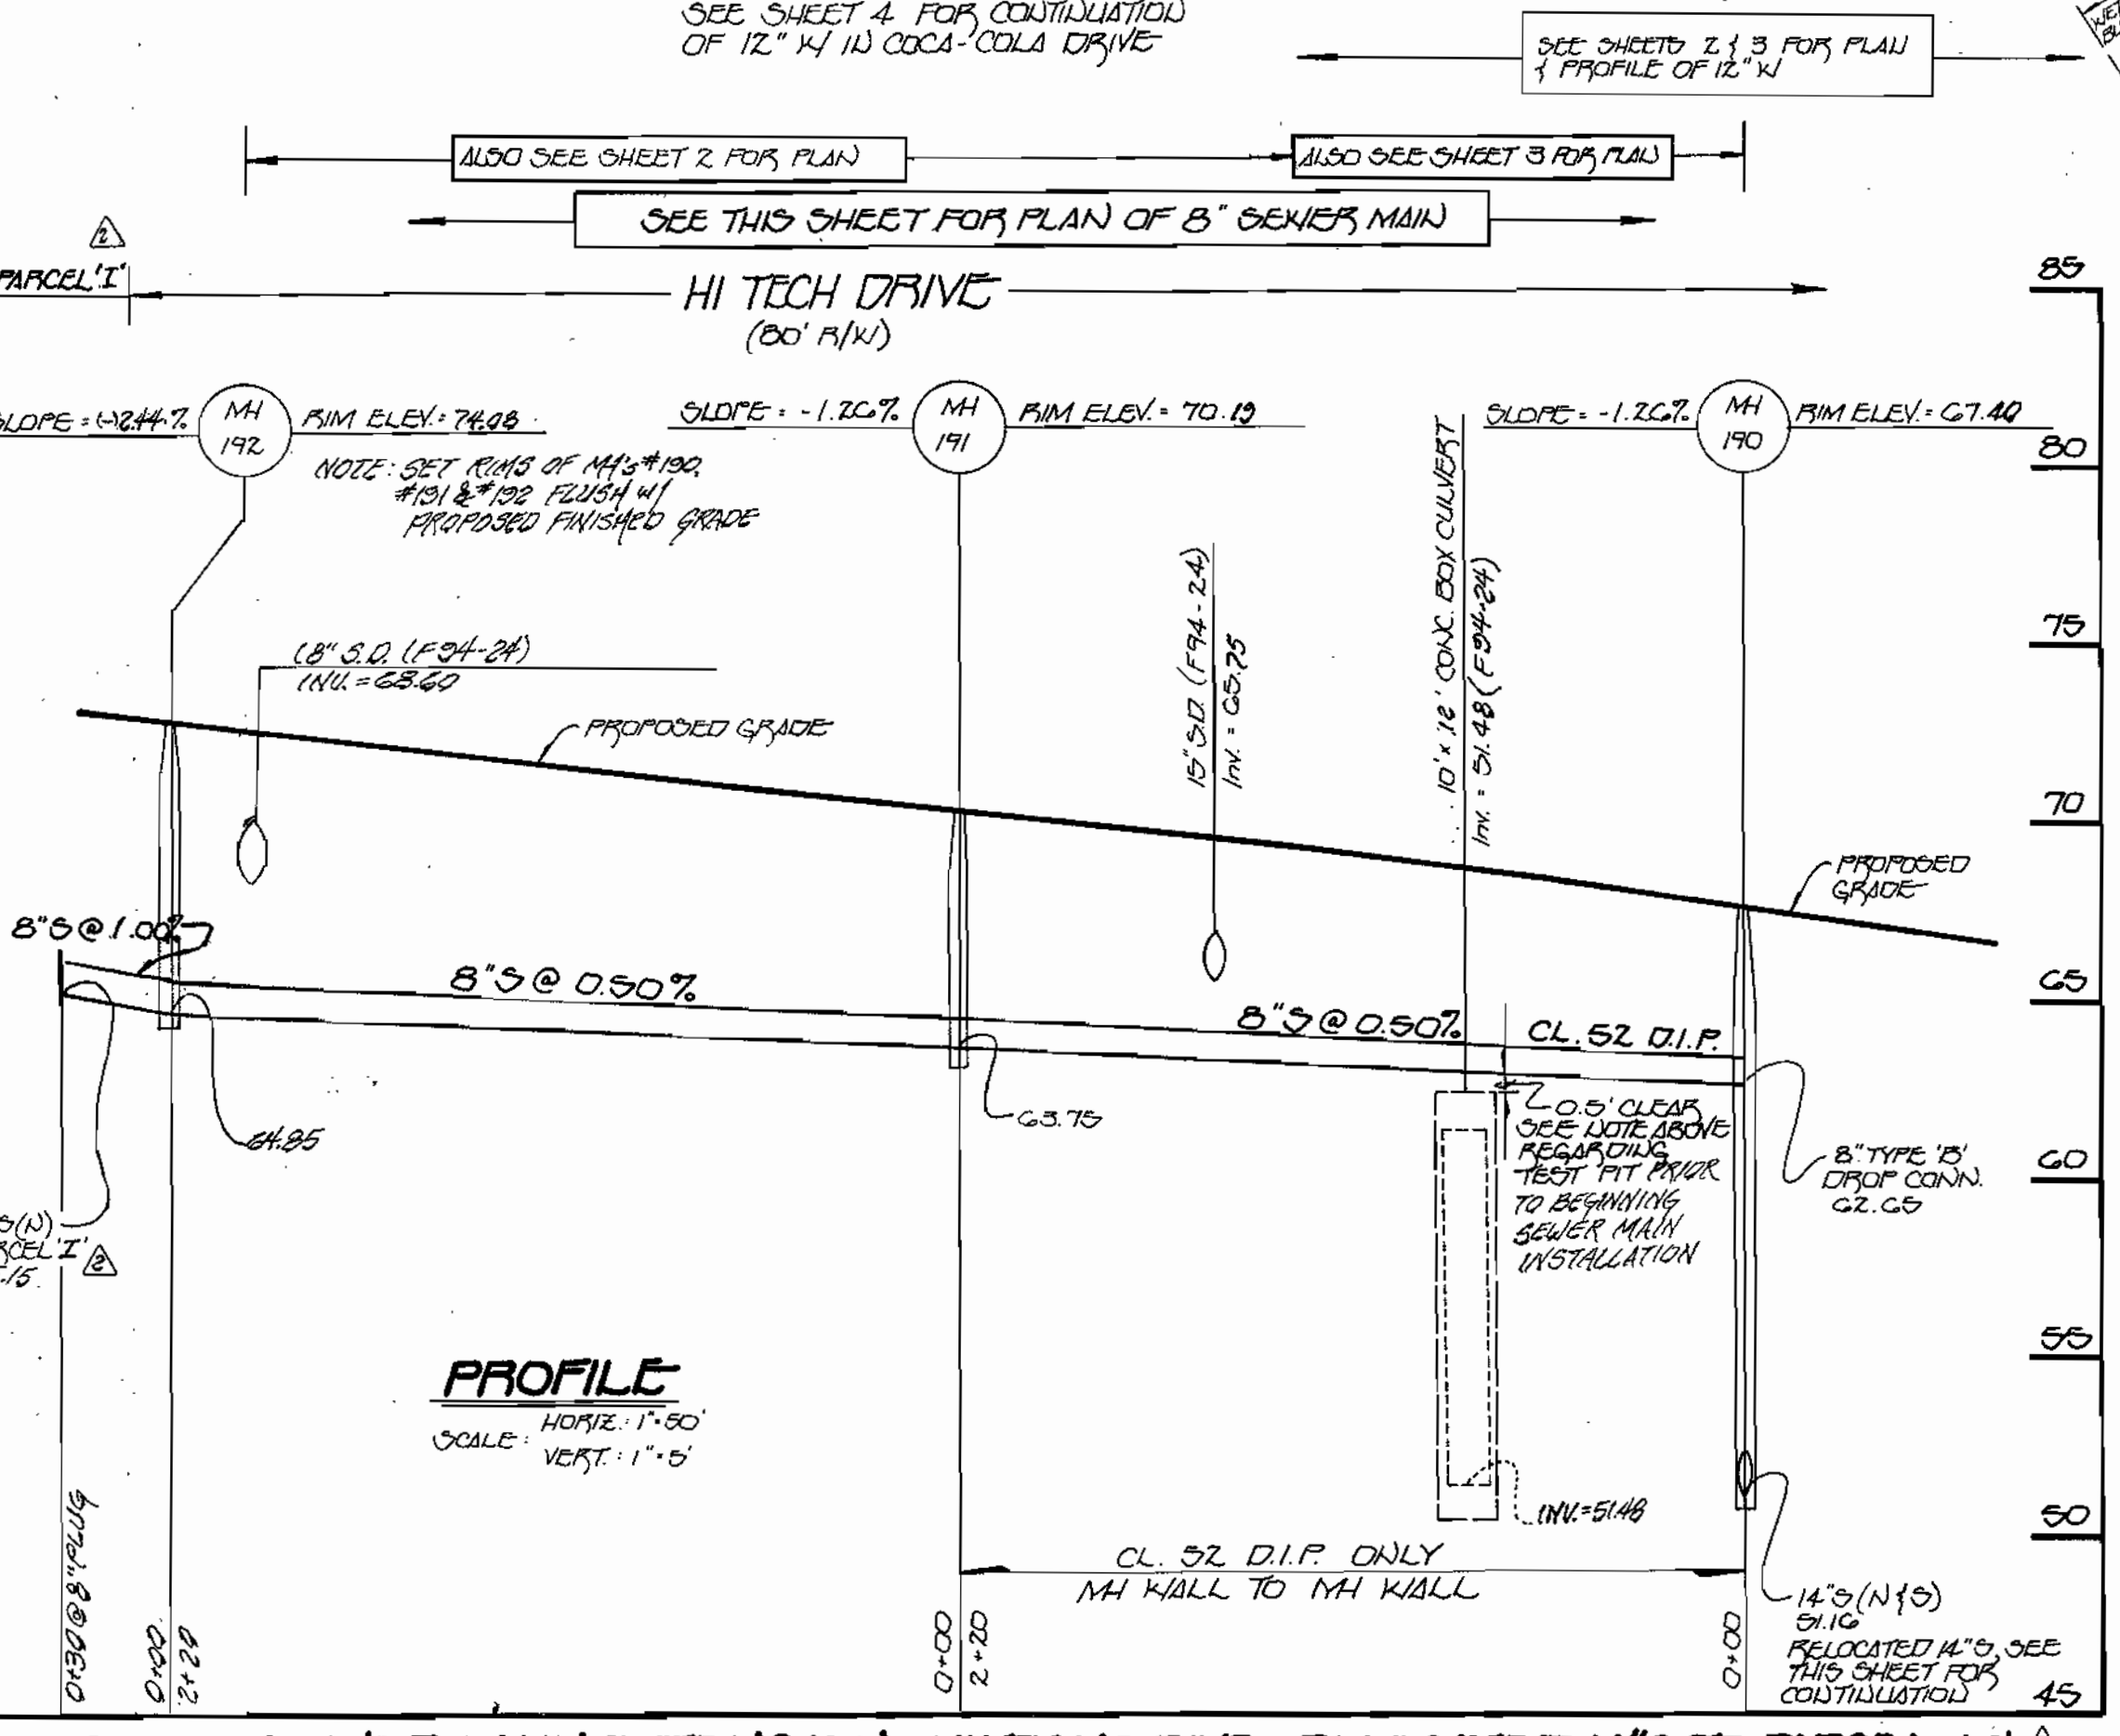 SEE SHEET 4 FOR CONTINUATION
OF 12" W IN COCA-COLA DRIVE
SEE SHEETS 2 & 3 FOR PLAN
& PROFILE OF 12" W
ALSO SEE SHEET 2 FOR PLAN
ALSO SEE SHEET 3 FOR PLAN
SEE THIS SHEET FOR PLAN OF 8" SEWER MAIN
2
PARCEL 'I'
HI TECH DRIVE
(80' R/W)
85
SLOPE = (-)2.44%
MH
192
RIM ELEV.= 74.08
SLOPE = -1.26%
MH
191
RIM ELEV. = 70.19
SLOPE = -1.26%
MH
190
RIM ELEV.= 67.40
80
NOTE: SET RIMS OF MH's #190,
#191 & #192 FLUSH W/
PROPOSED FINISHED GRADE
10' x 12' CONC. BOX CULVERT
Inv. = 51.48 (F94-24)
15" S.D. (F94-24)
Inv. = 65.75
75
18" S.D. (F94-24)
INV. = 68.60
PROPOSED GRADE
70
PROPOSED
GRADE
8"S @ 1.00%
8"S @ 0.50%
65
8"S @ 0.50%
CL. 52 D.I.P.
64.85
63.75
0.5' CLEAR
SEE NOTE ABOVE
REGARDING
TEST PIT PRIOR
TO BEGINNING
SEWER MAIN
INSTALLATION
8" TYPE 'B'
DROP CONN.
62.65
60
S(N)
PARCEL 'I' 2
.15
55
PROFILE
SCALE: HORIZ.: 1"=50'
VERT.: 1"=5'
INV.=51.48
50
CL. 52 D.I.P. ONLY
MH WALL TO MH WALL
14"S (N & S)
51.16
RELOCATED 14"S, SEE
THIS SHEET FOR
CONTINUATION
45
0+30 @ 8" PLUG
0+00
2+20
0+00
2+20
0+00